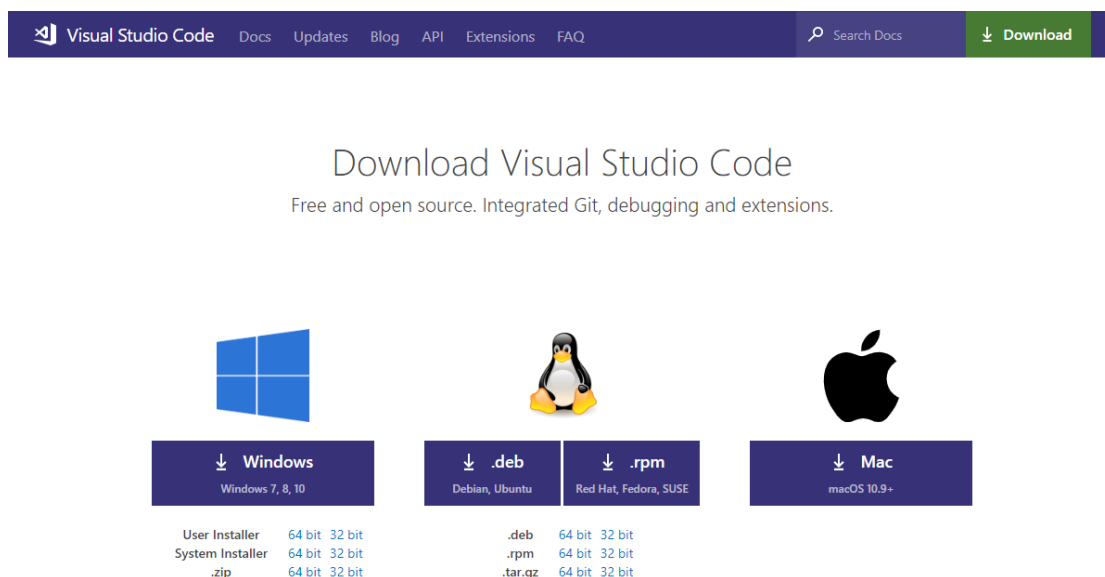 Visual Studio Code Docs Updates Blog API Extensions FAQ Search Docs Download
Download Visual Studio Code
Free and open source. Integrated Git, debugging and extensions.
Windows
Windows 7, 8, 10
.deb
Debian, Ubuntu
.rpm
Red Hat, Fedora, SUSE
Mac
macOS 10.9+
User Installer 64 bit 32 bit
System Installer 64 bit 32 bit
.zip 64 bit 32 bit
.deb 64 bit 32 bit
.rpm 64 bit 32 bit
.tar.gz 64 bit 32 bit